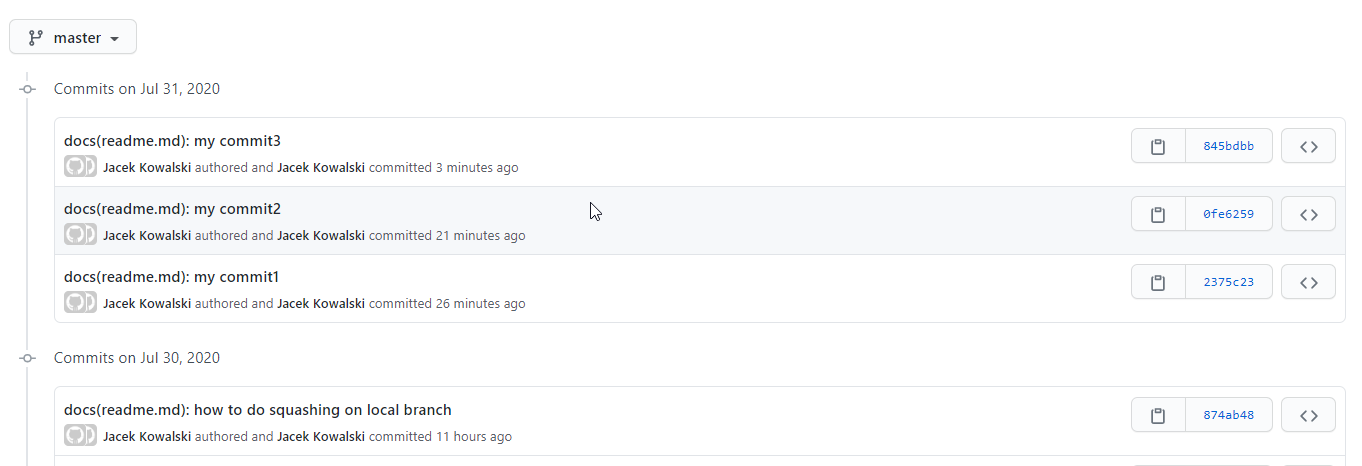 master
Commits on Jul 31, 2020
docs(readme.md): my commit3
845bdbb
Jacek Kowalski authored and Jacek Kowalski committed 3 minutes ago
docs(readme.md): my commit2
0fe6259
Jacek Kowalski authored and Jacek Kowalski committed 21 minutes ago
docs(readme.md): my commit1
2375c23
Jacek Kowalski authored and Jacek Kowalski committed 26 minutes ago
Commits on Jul 30, 2020
docs(readme.md): how to do squashing on local branch
874ab48
Jacek Kowalski authored and Jacek Kowalski committed 11 hours ago